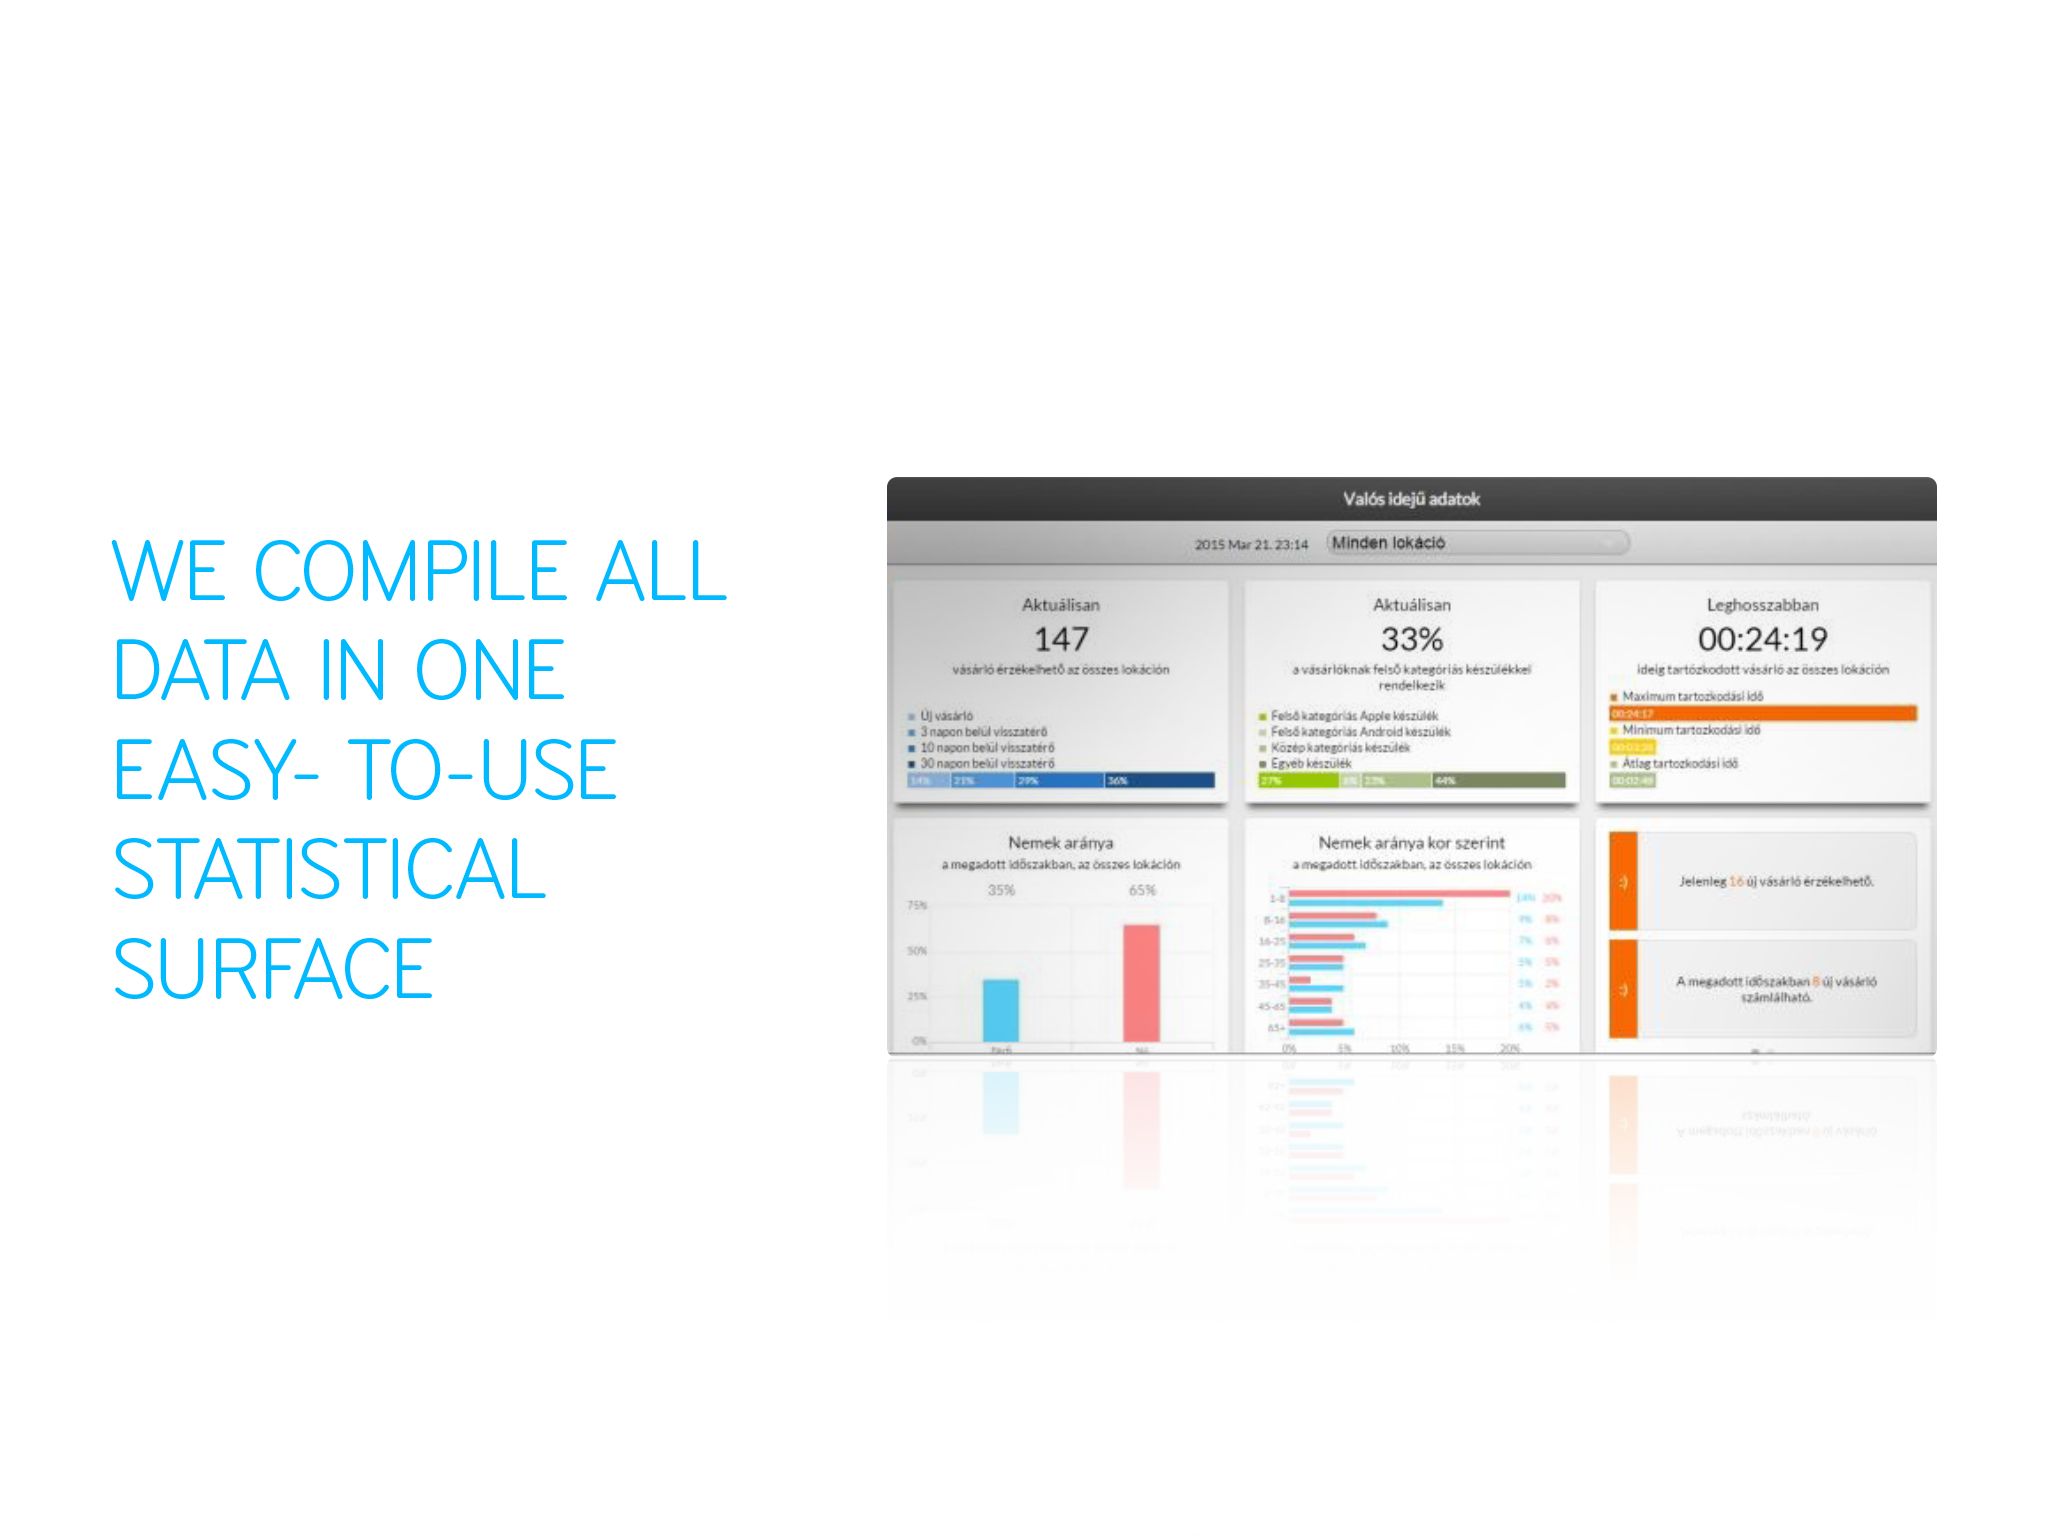 WE COMPILE ALL
DATA IN ONE
EASY- TO-USE
STATISTICAL
SURFACE
Valós idejű adatok
2015 Mar 21. 23:14 Minden lokáció
Aktuálisan
147
vásárló érzékelhető az összes lokáción
Új vásárló
3 napon belül visszatérő
10 napon belül visszatérő
30 napon belül visszatérő
14% 21% 29% 36%
Aktuálisan
33%
a vásárlóknak felső kategóriás készülékkel
rendelkezik
Felső kategóriás Apple készülék
Felső kategóriás Android készülék
Közép kategóriás készülék
Egyéb készülék
27% 6% 23% 44%
Leghosszabban
00:24:19
ideig tartózkodott vásárló az összes lokáción
Maximum tartozkodási idő
00:24:17
Minimum tartozkodási idő
Átlag tartozkodási idő
00:02:48
Nemek aránya
a megadott időszakban, az összes lokáción
35% 65%
75%
50%
25%
0%
Nemek aránya kor szerint
a megadott időszakban, az összes lokáción
1-8 14% 20%
8-16 9% 8%
16-25 7% 6%
25-35 5% 5%
35-45 5% 2%
45-65 4% 4%
65+ 6% 5%
0% 5% 10% 15% 20%
:)
Jelenleg 16 új vásárló érzékelhető.
:)
A megadott időszakban 8 új vásárló
számlálható.